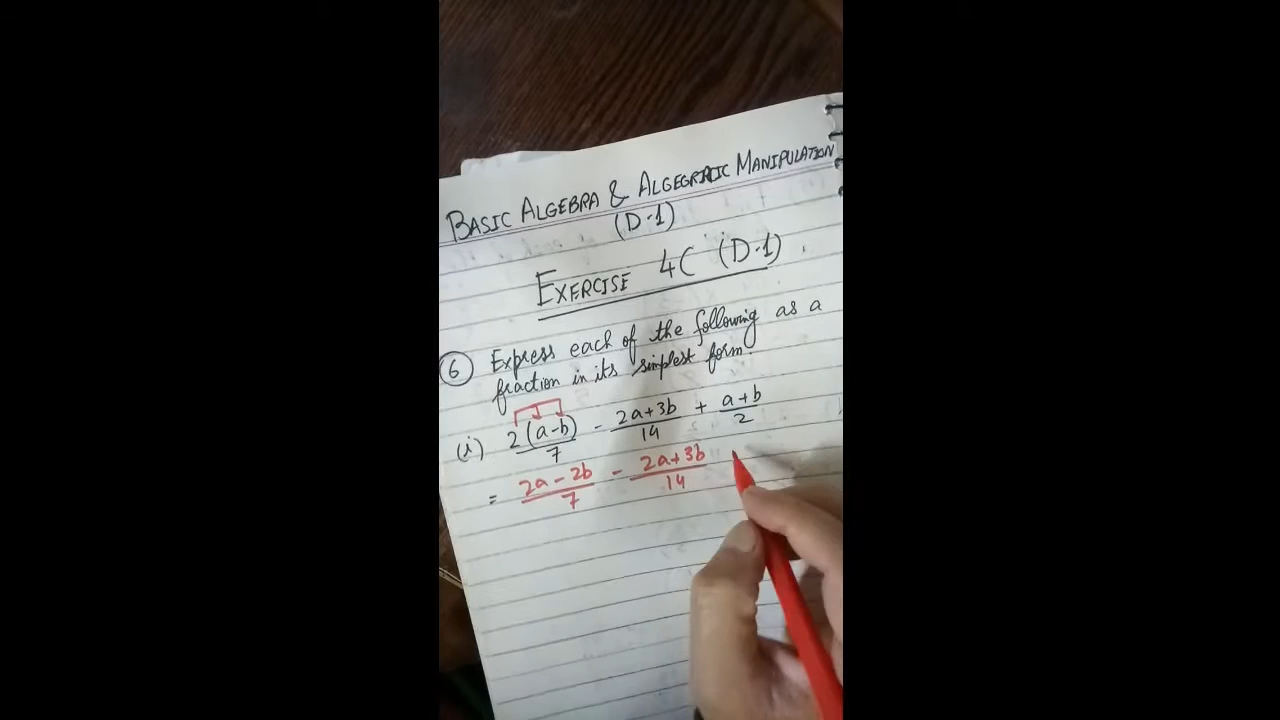 BASIC ALGEBRA & ALGEGRAIC MANIPULATION
(D-1)
EXERCISE 4C (D-1).
6 Express each of the following as a
fraction in its simplest form.
(i) 2(a-b)/7 - 2a+3b/14 + a+b/2
= 2a-2b/7 - 2a+3b/14